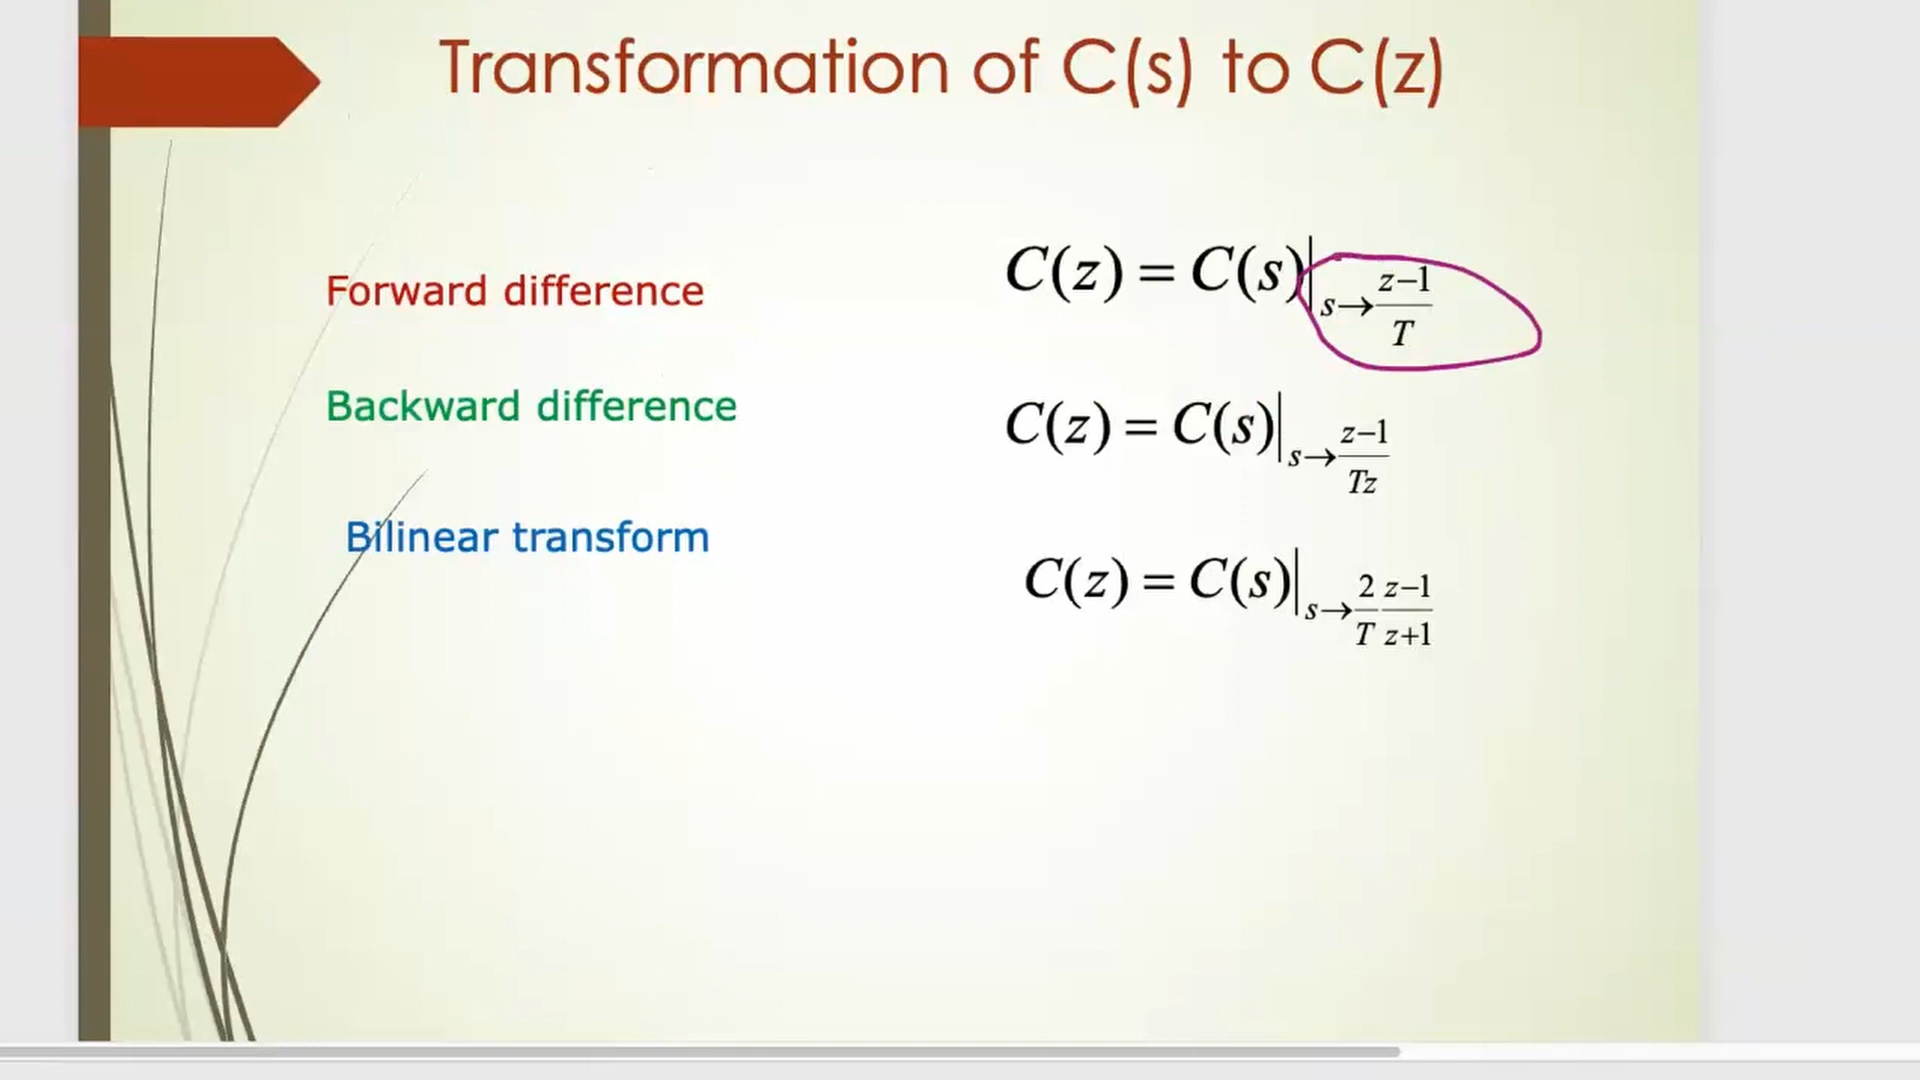 Transformation of C(s) to C(z)
Forward difference
C(z) = C(s)|s→(z−1)/T
Backward difference
C(z) = C(s)|s→(z−1)/Tz
Bilinear transform
C(z) = C(s)|s→2/T (z−1)/(z+1)